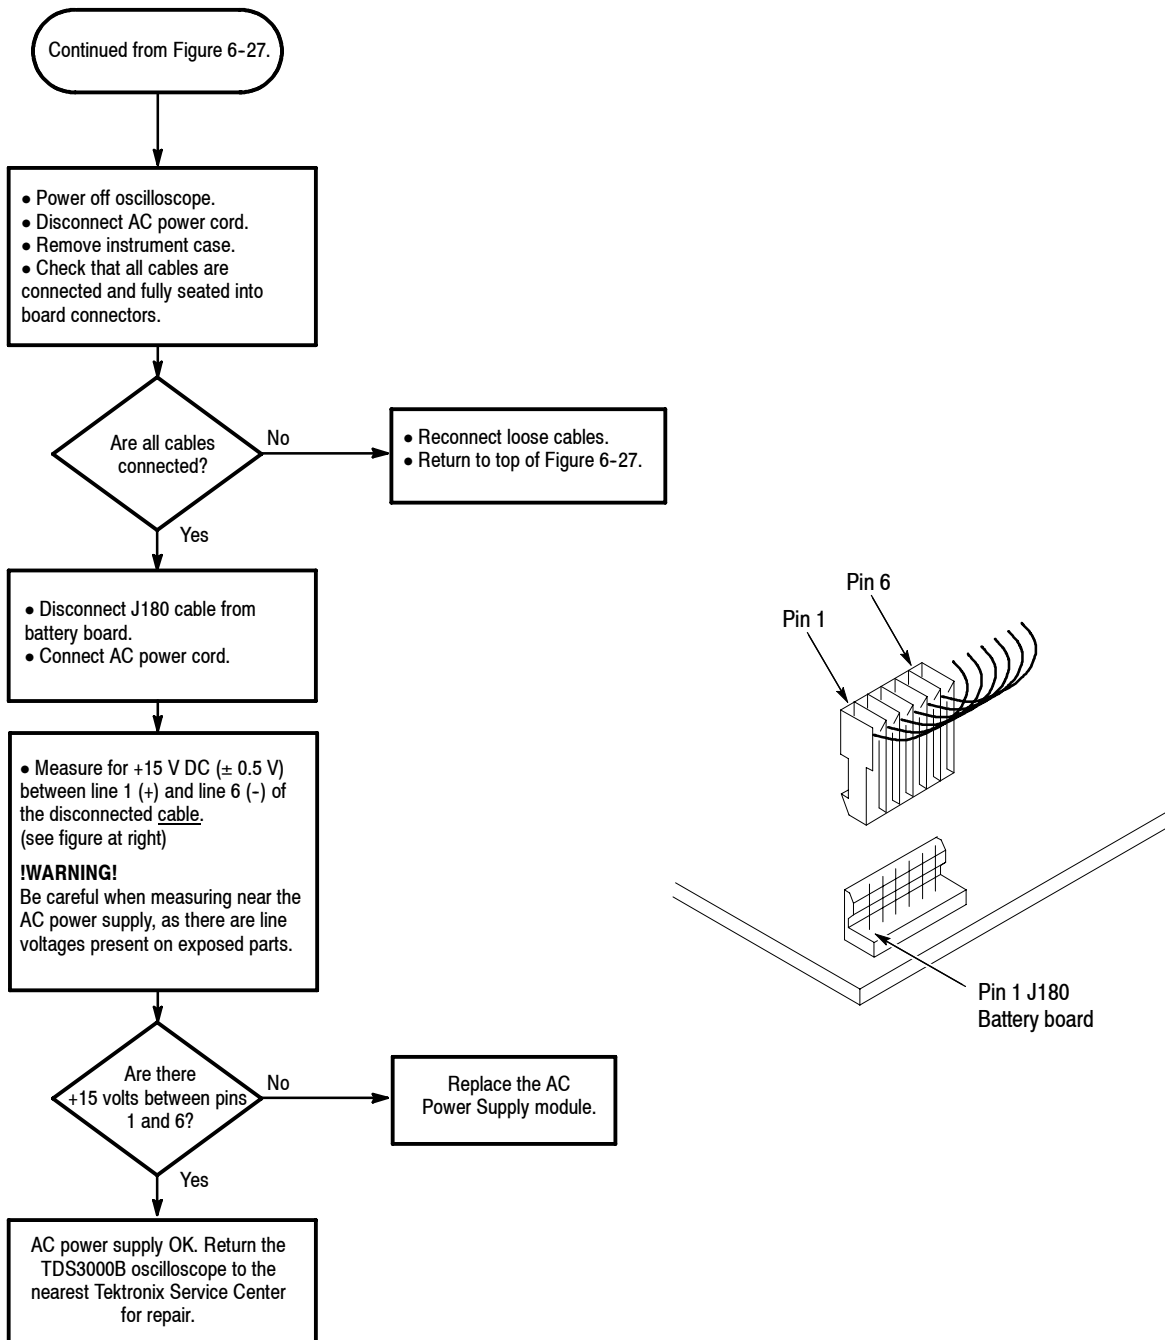 Continued from Figure 6-27.
• Power off oscilloscope.
• Disconnect AC power cord.
• Remove instrument case.
• Check that all cables are
connected and fully seated into
board connectors.
Are all cables
connected?
No
• Reconnect loose cables.
• Return to top of Figure 6-27.
Yes
• Disconnect J180 cable from
battery board.
• Connect AC power cord.
• Measure for +15 V DC (± 0.5 V)
between line 1 (+) and line 6 (-) of
the disconnected cable.
(see figure at right)
!WARNING!
Be careful when measuring near the
AC power supply, as there are line
voltages present on exposed parts.
Are there
+15 volts between pins
1 and 6?
No
Replace the AC
Power Supply module.
Yes
AC power supply OK. Return the
TDS3000B oscilloscope to the
nearest Tektronix Service Center
for repair.
Pin 6
Pin 1
Pin 1 J180
Battery board